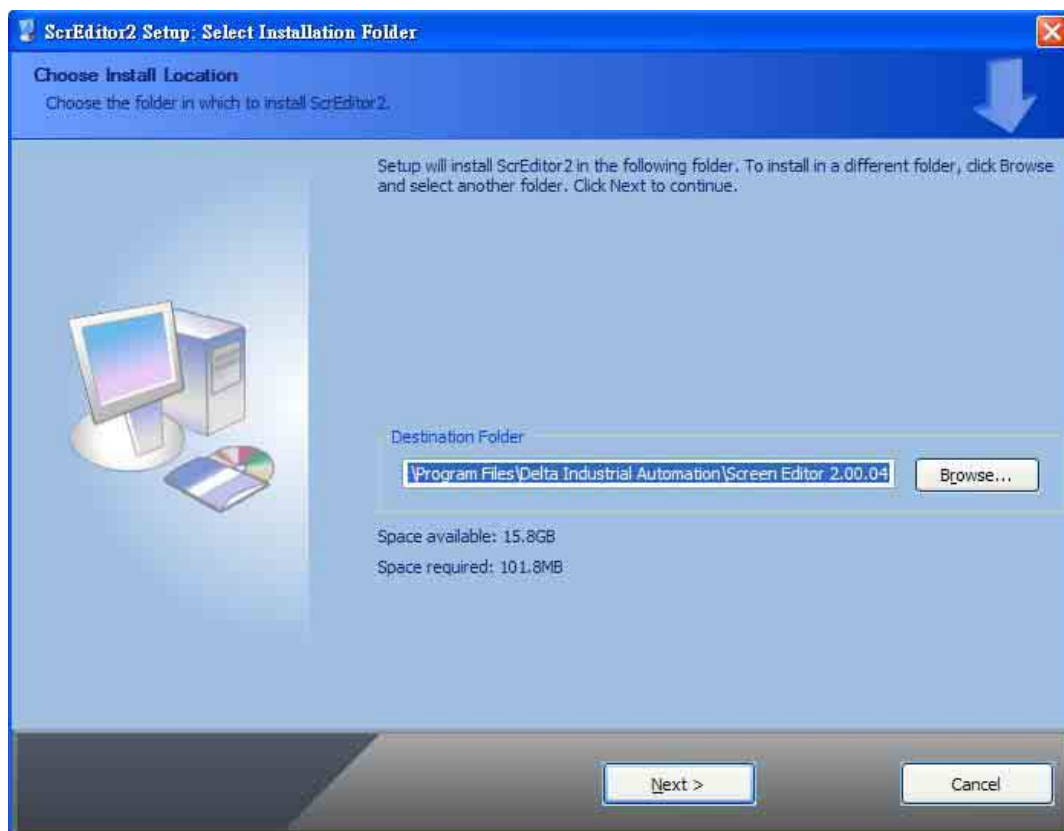 ScrEditor2 Setup: Select Installation Folder
Choose Install Location
Choose the folder in which to install ScrEditor2.
Setup will install ScrEditor2 in the following folder. To install in a different folder, click Browse
and select another folder. Click Next to continue.
Destination Folder
\Program Files\Delta Industrial Automation\Screen Editor 2.00.04
Browse...
Space available: 15.8GB
Space required: 101.8MB
Next >
Cancel